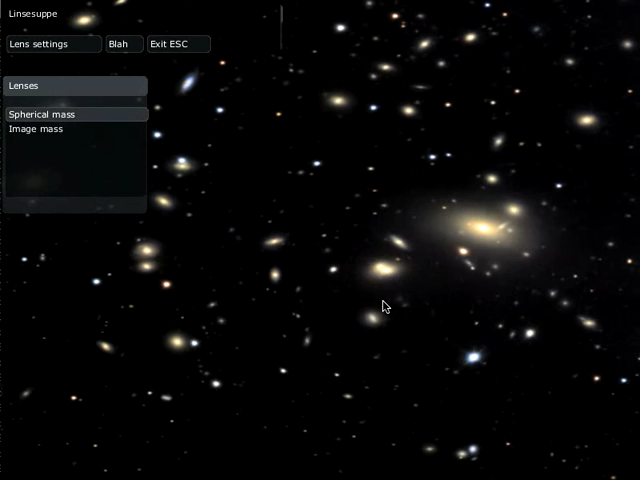 Linsesuppe
Lens settings Blah Exit ESC
Lenses
Spherical mass
Image mass